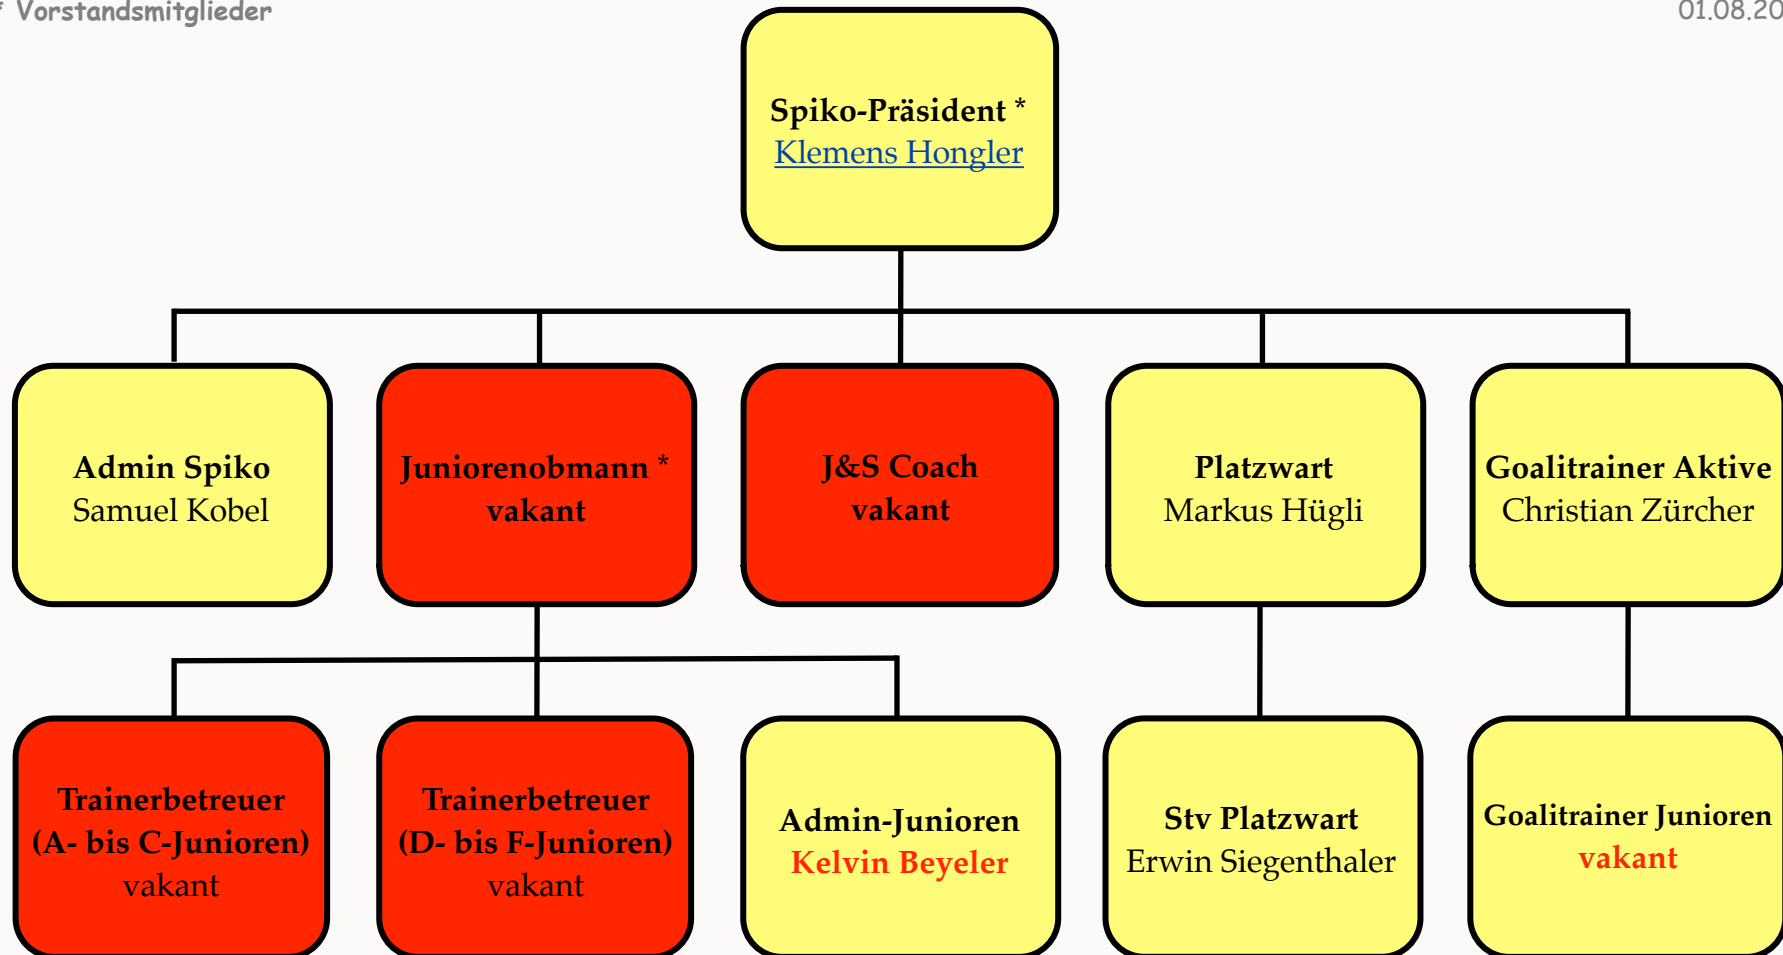 * Vorstandsmitglieder
01.08.20
Spiko-Präsident *
Klemens Hongler
Admin Spiko
Samuel Kobel
Juniorenobmann *
vakant
J&S Coach
vakant
Platzwart
Markus Hügli
Goalitrainer Aktive
Christian Zürcher
Trainerbetreuer
(A- bis C-Junioren)
vakant
Trainerbetreuer
(D- bis F-Junioren)
vakant
Admin-Junioren
Kelvin Beyeler
Stv Platzwart
Erwin Siegenthaler
Goalitrainer Junioren
vakant